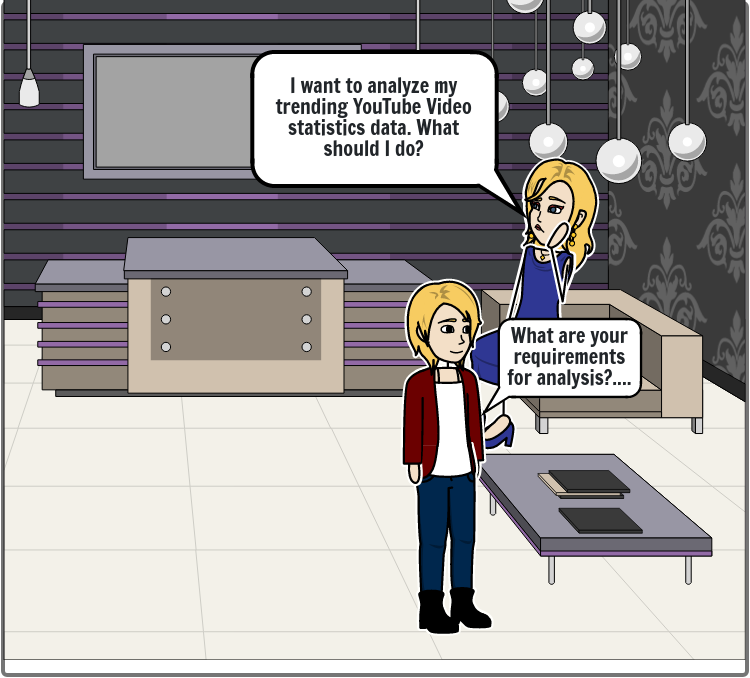 I want to analyze my
trending YouTube Video
statistics data. What
should I do?
What are your
requirements
for analysis?....